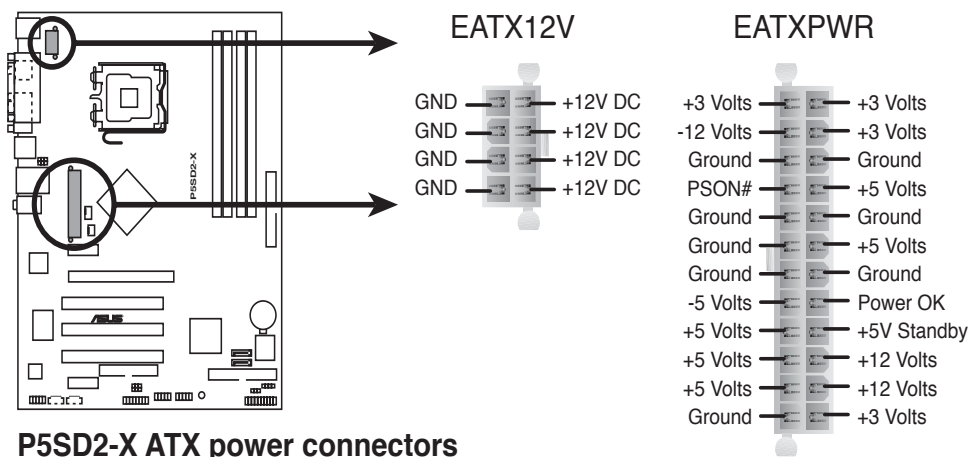 EATX12V
GND
+12V DC
GND
+12V DC
GND
+12V DC
GND
+12V DC
EATXPWR
+3 Volts
+3 Volts
-12 Volts
+3 Volts
Ground
Ground
PSON#
+5 Volts
Ground
Ground
Ground
+5 Volts
Ground
Ground
-5 Volts
Power OK
+5 Volts
+5V Standby
+5 Volts
+12 Volts
+5 Volts
+12 Volts
Ground
+3 Volts
P5SD2-X
ASUS
P5SD2-X ATX power connectors